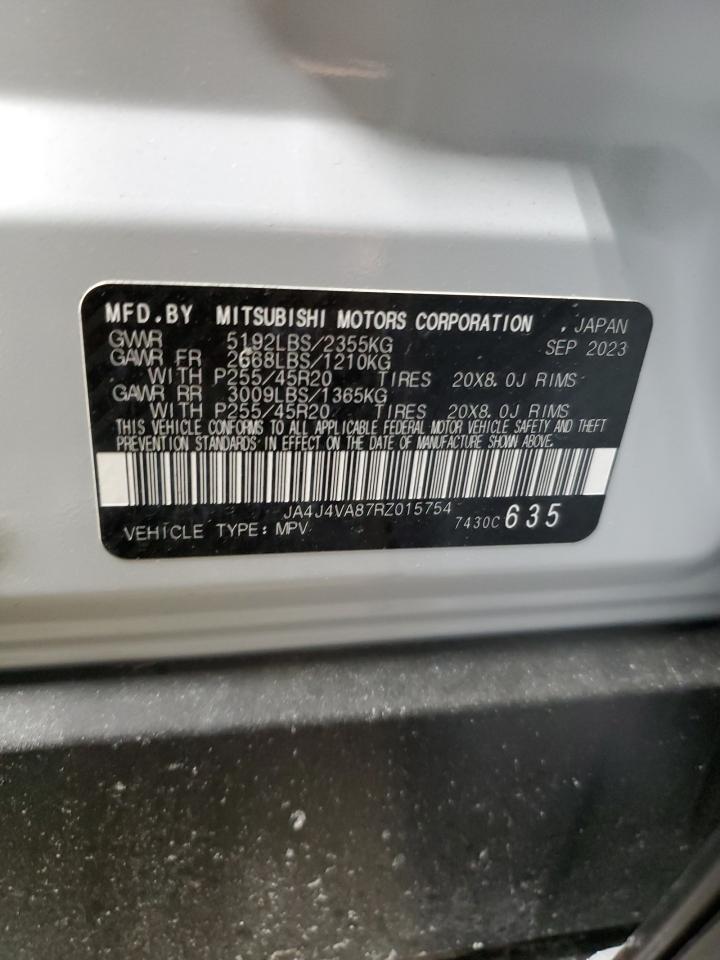 MFD.BY MITSUBISHI MOTORS CORPORATION . JAPAN
GVWR 5192LBS/2355KG SEP 2023
GAWR FR 2668LBS/1210KG
WITH P255/45R20 TIRES 20X8.0J RIMS
GAWR RR 3009LBS/1365KG
WITH P255/45R20 TIRES 20X8.0J RIMS
THIS VEHICLE CONFORMS TO ALL APPLICABLE FEDERAL MOTOR VEHICLE SAFETY AND THEFT
PREVENTION STANDARDS IN EFFECT ON THE DATE OF MANUFACTURE SHOWN ABOVE.
JA4J4VA87RZ015754
VEHICLE TYPE: MPV 7430C 635